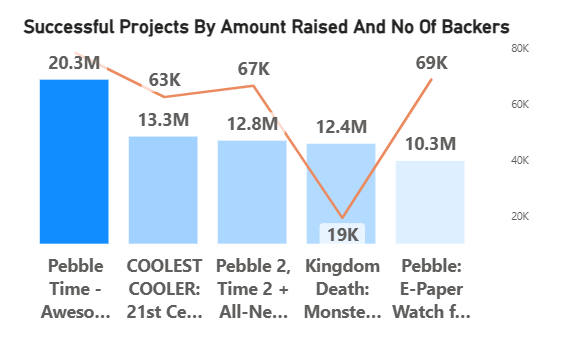 Successful Projects By Amount Raised And No Of Backers
80K
60K
40K
20K
20.3M
63K
67K
69K
13.3M
12.8M
12.4M
10.3M
19K
Pebble
Time -
Aweso...
COOLEST
COOLER:
21st Ce...
Pebble 2,
Time 2 +
All-Ne...
Kingdom
Death:
Monste...
Pebble:
E-Paper
Watch f...